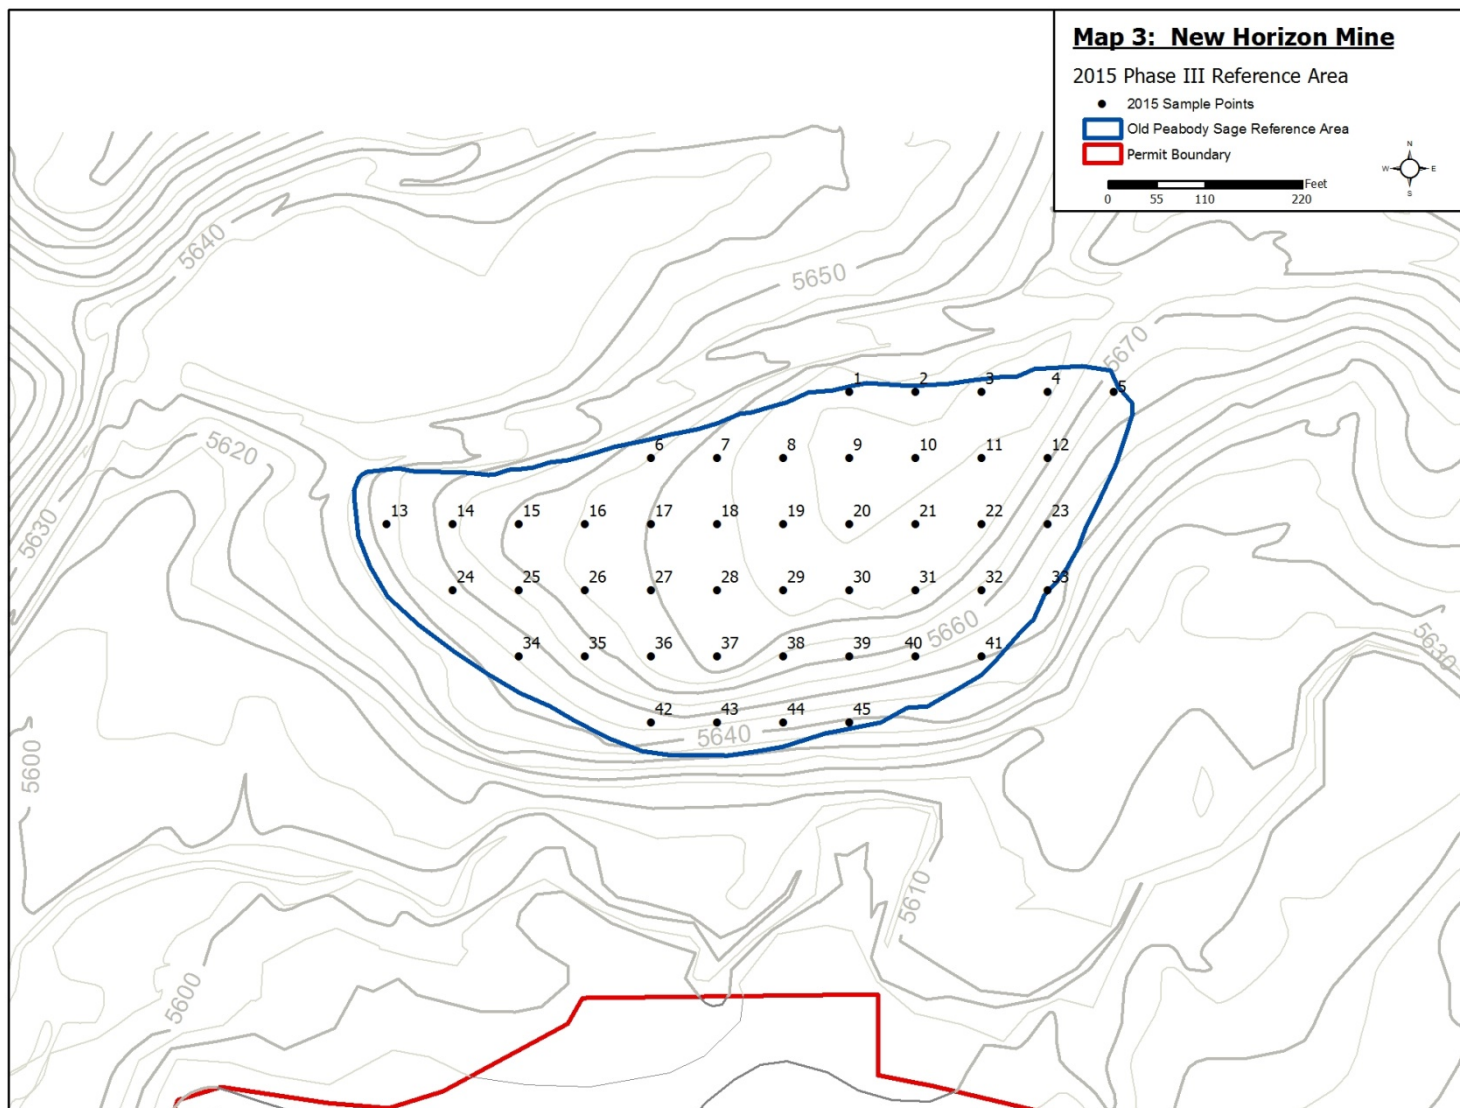 Map 3: New Horizon Mine
2015 Phase III Reference Area
2015 Sample Points
Old Peabody Sage Reference Area
Permit Boundary
N
W E
S
Feet
0 55 110 220
5640
5650
5670
1 2 3 4 5
5620
6 7 8 9 10 11 12
5630
13 14 15 16 17 18 19 20 21 22 23
24 25 26 27 28 29 30 31 32 33
5660
5630
34 35 36 37 38 39 40 41
42 43 44 45
5640
5600
5610
5600